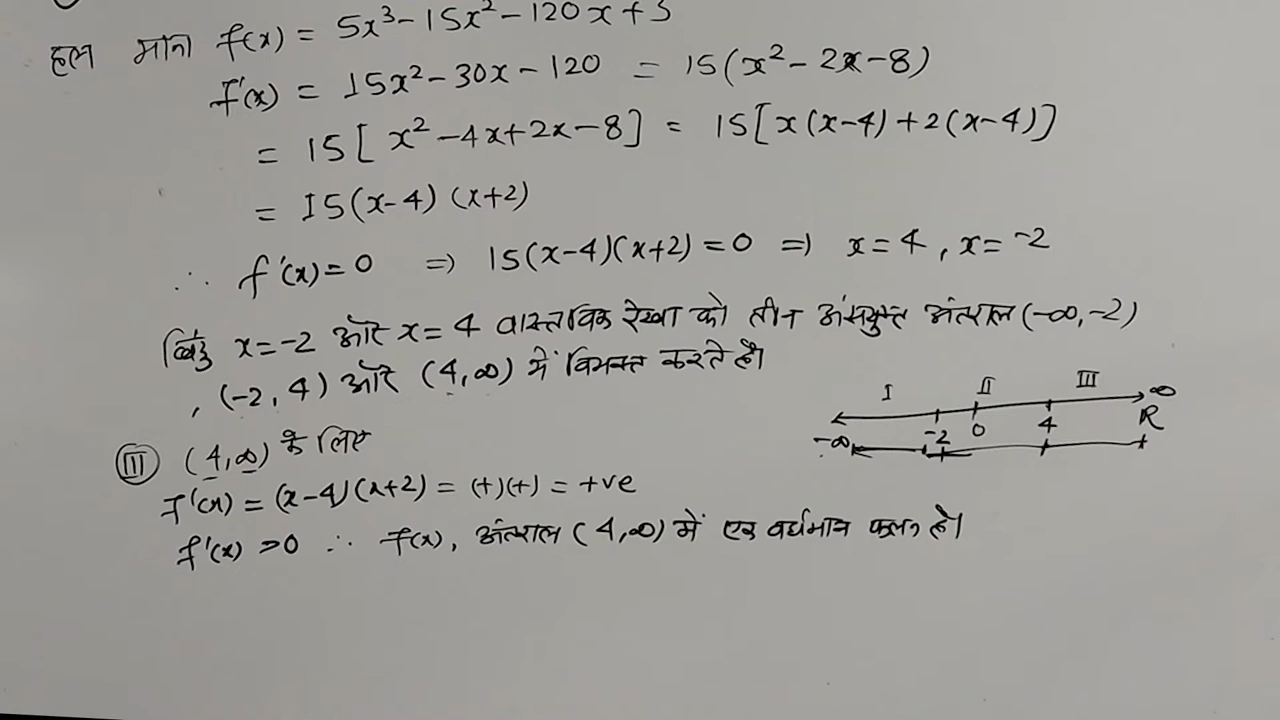 हल माना f(x) = 5x³ - 15x² - 120x + 3
f'(x) = 15x² - 30x - 120 = 15(x² - 2x - 8)
= 15[x² - 4x + 2x - 8] = 15[x(x-4) + 2(x-4)]
= 15(x-4) (x+2)
∴ f'(x) = 0 ⇒ 15(x-4)(x+2) = 0 ⇒ x = 4, x = -2
बिंदु x = -2 और x = 4 वास्तविक रेखा को तीन असंयुक्त अंतराल (-∞, -2)
, (-2, 4) और (4, ∞) में विभक्त करते है।
I II III
-∞ -2 0 4 ∞ R
III (4, ∞) के लिए
f'(x) = (x-4)(x+2) = (+)(+) = +ve
f'(x) > 0 ∴ f(x), अंतराल (4, ∞) में एक वर्धमान फलन है।